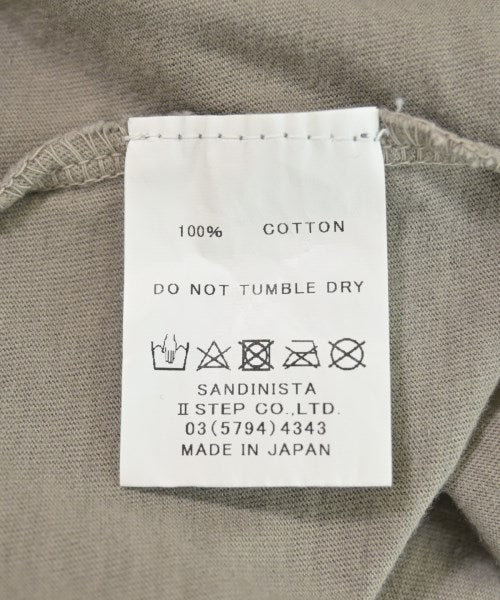 100% COTTON
DO NOT TUMBLE DRY
SANDINISTA
II STEP CO.,LTD.
03(5794)4343
MADE IN JAPAN